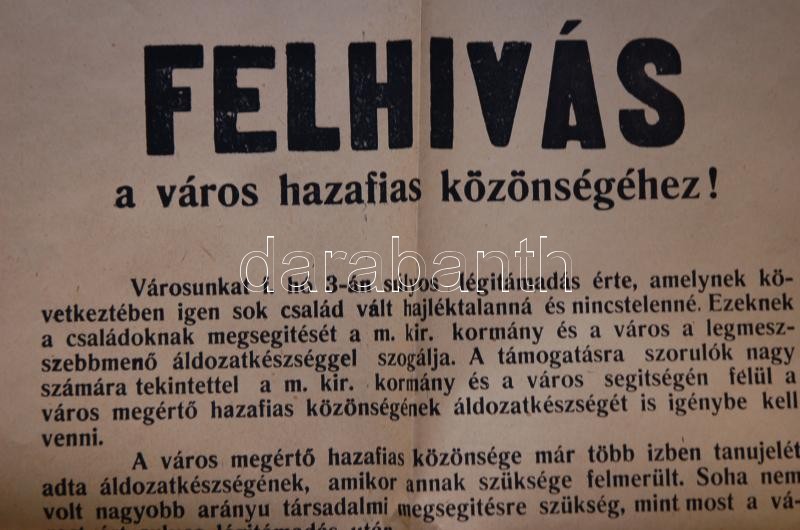 FELHIVÁS
a város hazafias közönségéhez!
darabanth
Városunkat f. hó 3-án súlyos légitámadás érte, amelynek kö-
vetkeztében igen sok család vált hajléktalanná és nincstelenné. Ezeknek
a családoknak megsegitését a m. kir. kormány és a város a legmesz-
szebbmenő áldozatkészséggel szogálja. A támogatásra szorulók nagy
számára tekintettel a m. kir. kormány és a város segitségén felül a
város megértő hazafias közönségének áldozatkészségét is igénybe kell
venni.
A város megértő hazafias közönsége már több izben tanujelét
adta áldozatkészségének, amikor annak szüksége felmerült. Soha nem
volt nagyobb arányu társadalmi megsegitésre szükség, mint most a vá-
légitámadás után